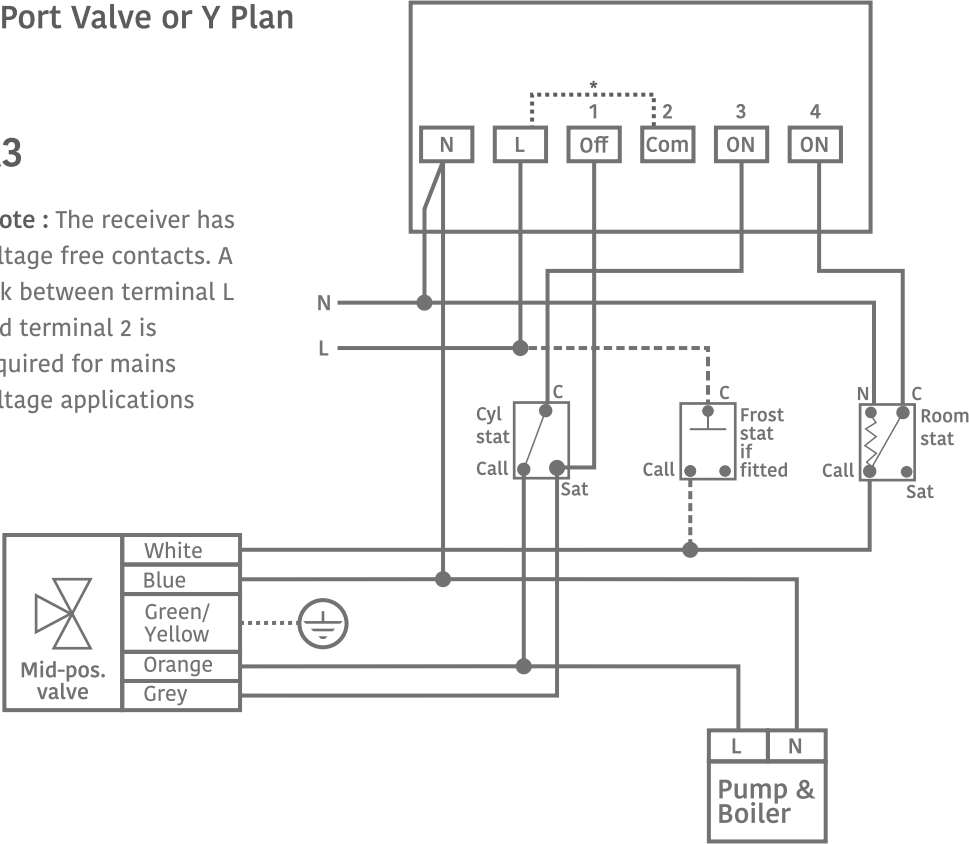 Port Valve or Y Plan
*
1 2 3 4
N L Off Com ON ON
3
ote : The receiver has
ltage free contacts. A
k between terminal L
d terminal 2 is
quired for mains
ltage applications
N
L
C
Cyl
stat
Call
Sat
C
Frost
stat
if
fitted
Call
N C
Room
stat
Call
Sat
White
Blue
Green/
Yellow
Orange
Grey
Mid-pos.
valve
L N
Pump &
Boiler